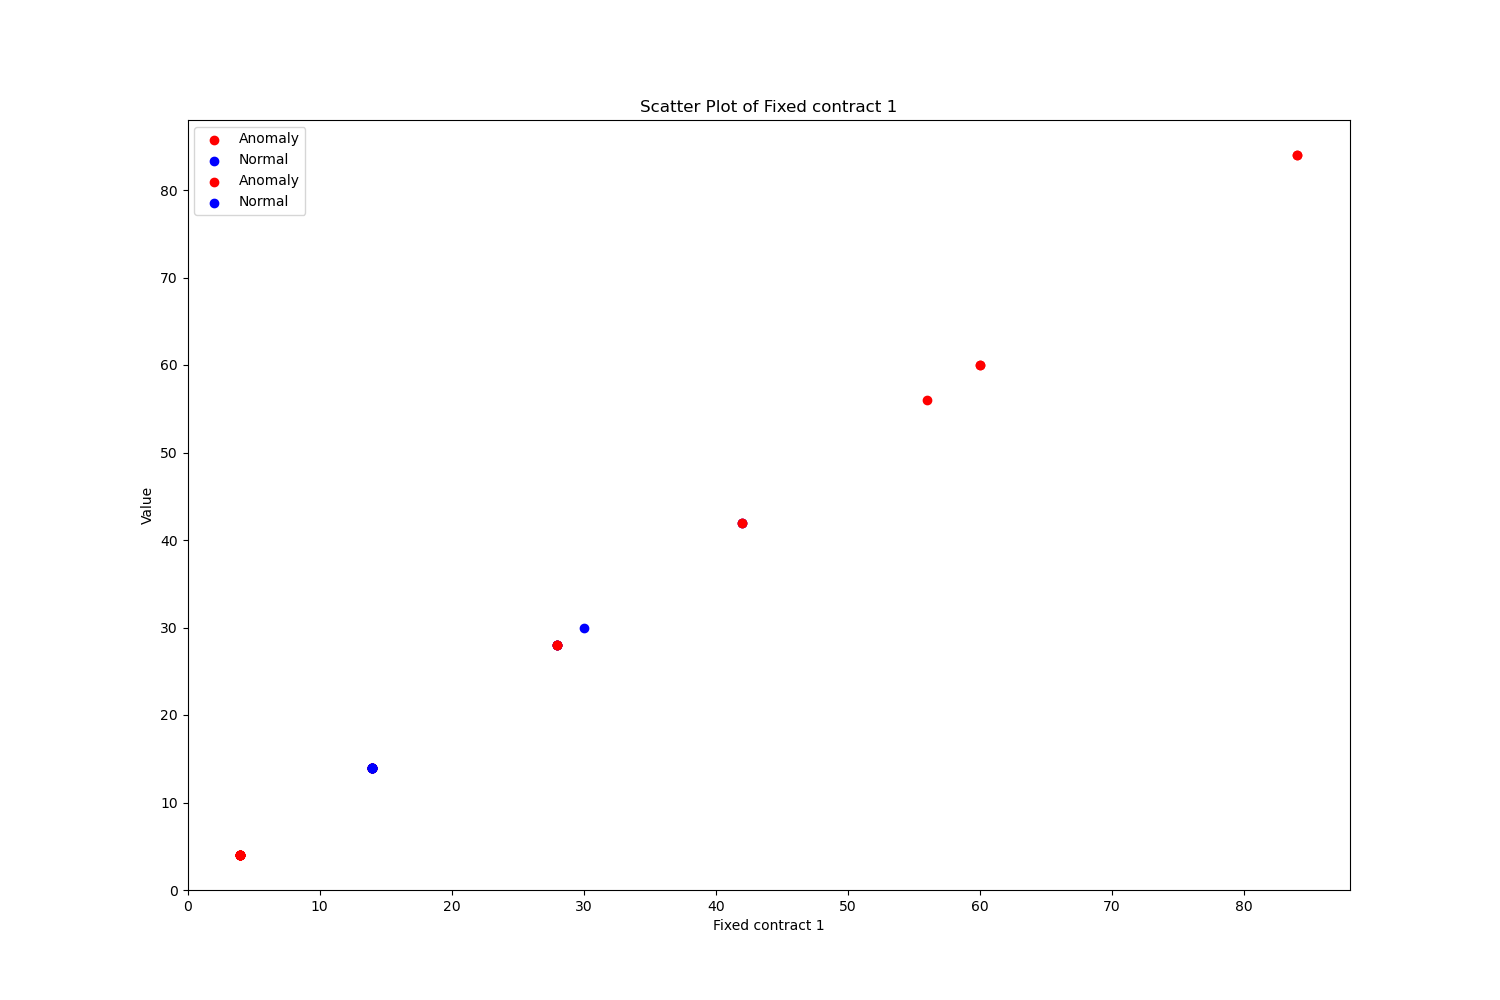 Scatter Plot of Fixed contract 1
Anomaly
Normal
Anomaly
Normal
80
70
60
50
40
30
20
10
0
Value
0 10 20 30 40 50 60 70 80
Fixed contract 1